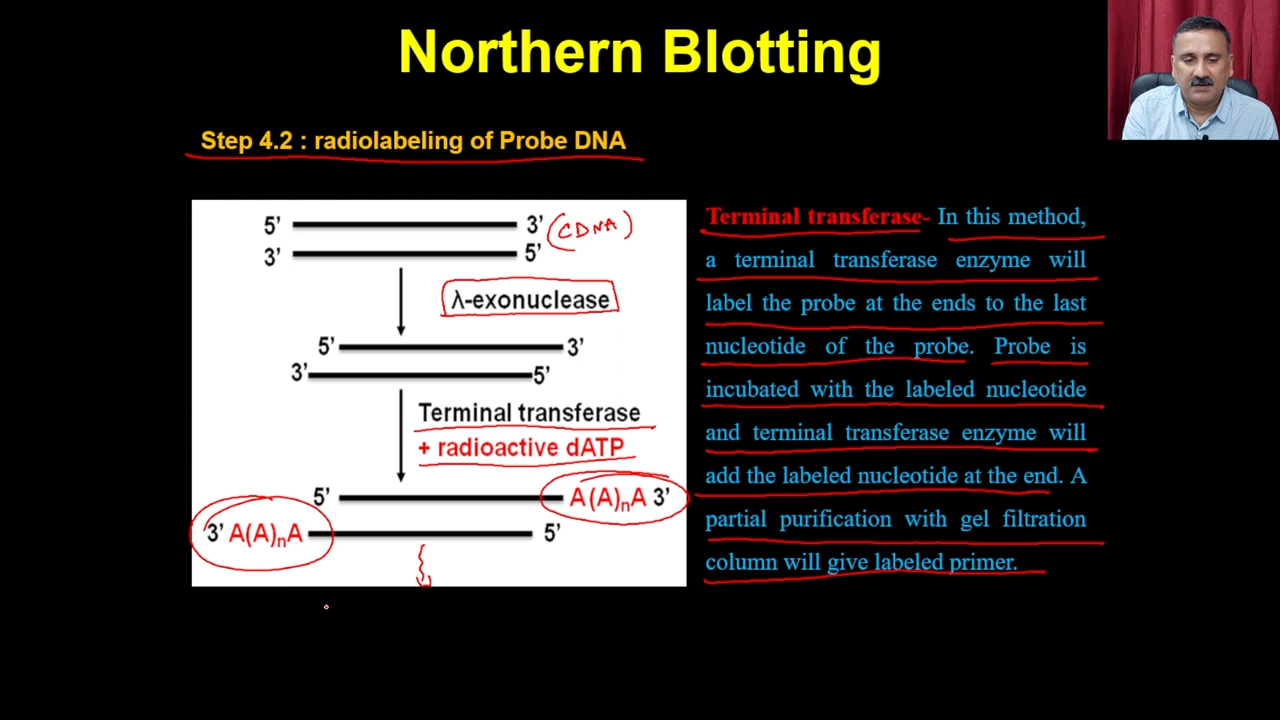 Northern Blotting
Step 4.2 : radiolabeling of Probe DNA
5' 3' (CDNA)
3' 5'
λ-exonuclease
5' 3'
3' 5'
Terminal transferase
+ radioactive dATP
5' A(A)nA 3'
3' A(A)nA 5'
Terminal transferase- In this method,
a terminal transferase enzyme will
label the probe at the ends to the last
nucleotide of the probe. Probe is
incubated with the labeled nucleotide
and terminal transferase enzyme will
add the labeled nucleotide at the end. A
partial purification with gel filtration
column will give labeled primer.